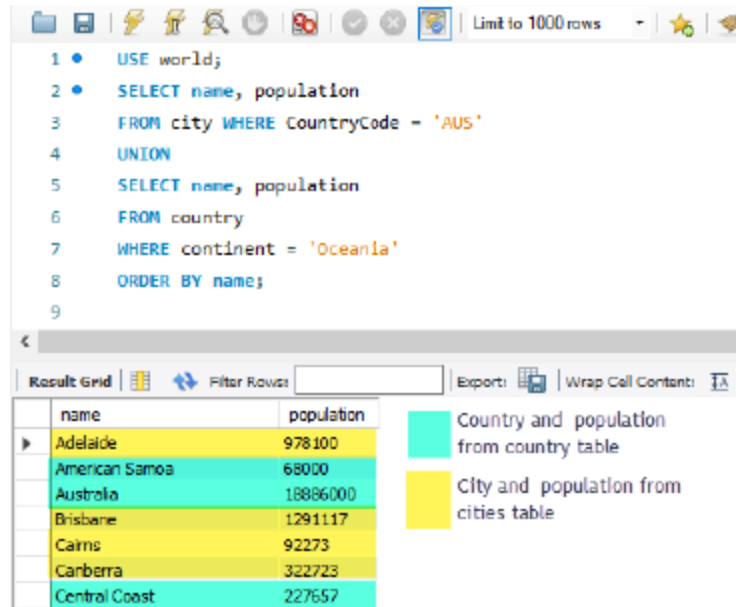 Limit to 1000 rows
1 USE world;
2 SELECT name, population
3 FROM city WHERE CountryCode = 'AUS'
4 UNION
5 SELECT name, population
6 FROM country
7 WHERE continent = 'Oceania'
8 ORDER BY name;
9
Result Grid Filter Rows: Export: Wrap Cell Content: IA
name population
Adelaide 978100
American Samoa 68000
Australia 18886000
Brisbane 1291117
Cairns 92273
Canberra 322723
Central Coast 227657
Country and population
from country table
City and population from
cities table